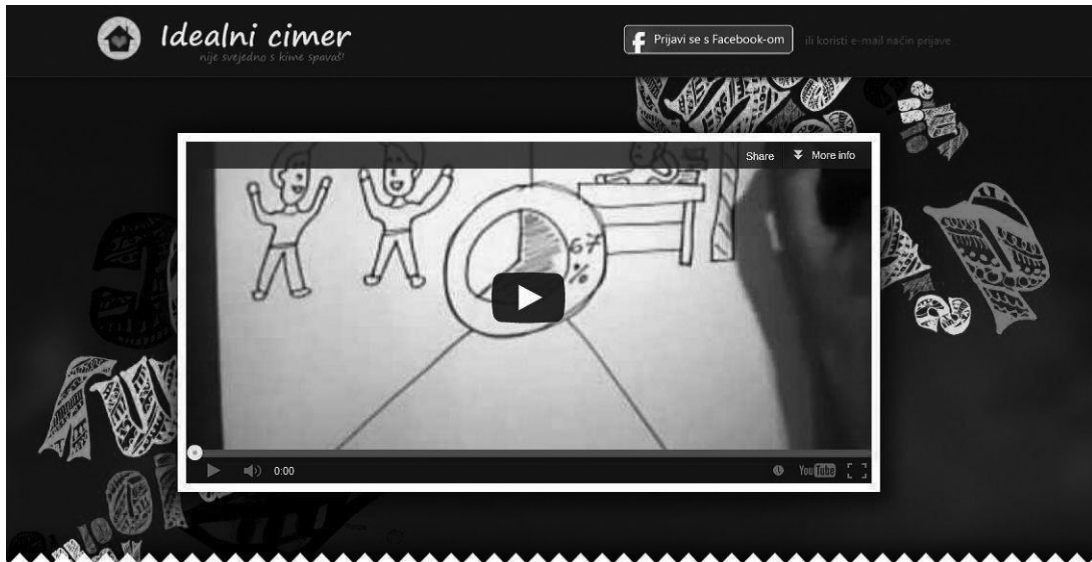 Idealni cimer
nije svejedno s kime spavaš!
f Prijavi se s Facebook-om
ili koristi e-mail način prijave
Share
More info
67
%
0:00
YouTube